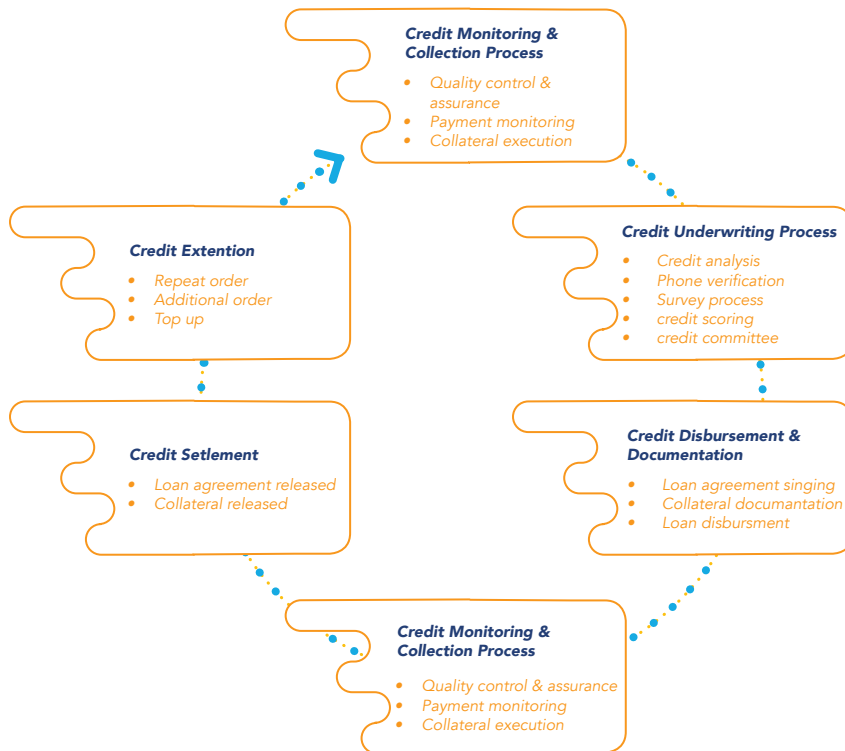 Credit Monitoring &
Collection Process
• Quality control &
assurance
• Payment monitoring
• Collateral execution
Credit Extention
• Repeat order
• Additional order
• Top up
Credit Underwriting Process
• Credit analysis
• Phone verification
• Survey process
• credit scoring
• credit committee
Credit Setlement
• Loan agreement released
• Collateral released
Credit Disbursement &
Documentation
• Loan agreement singing
• Collateral documantation
• Loan disbursment
Credit Monitoring &
Collection Process
• Quality control & assurance
• Payment monitoring
• Collateral execution